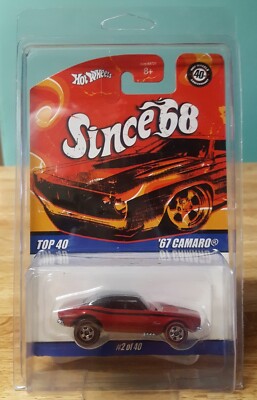 Hot Wheels
8+
40
Since '68
TOP 40
'67 CAMARO®
#2 of 40